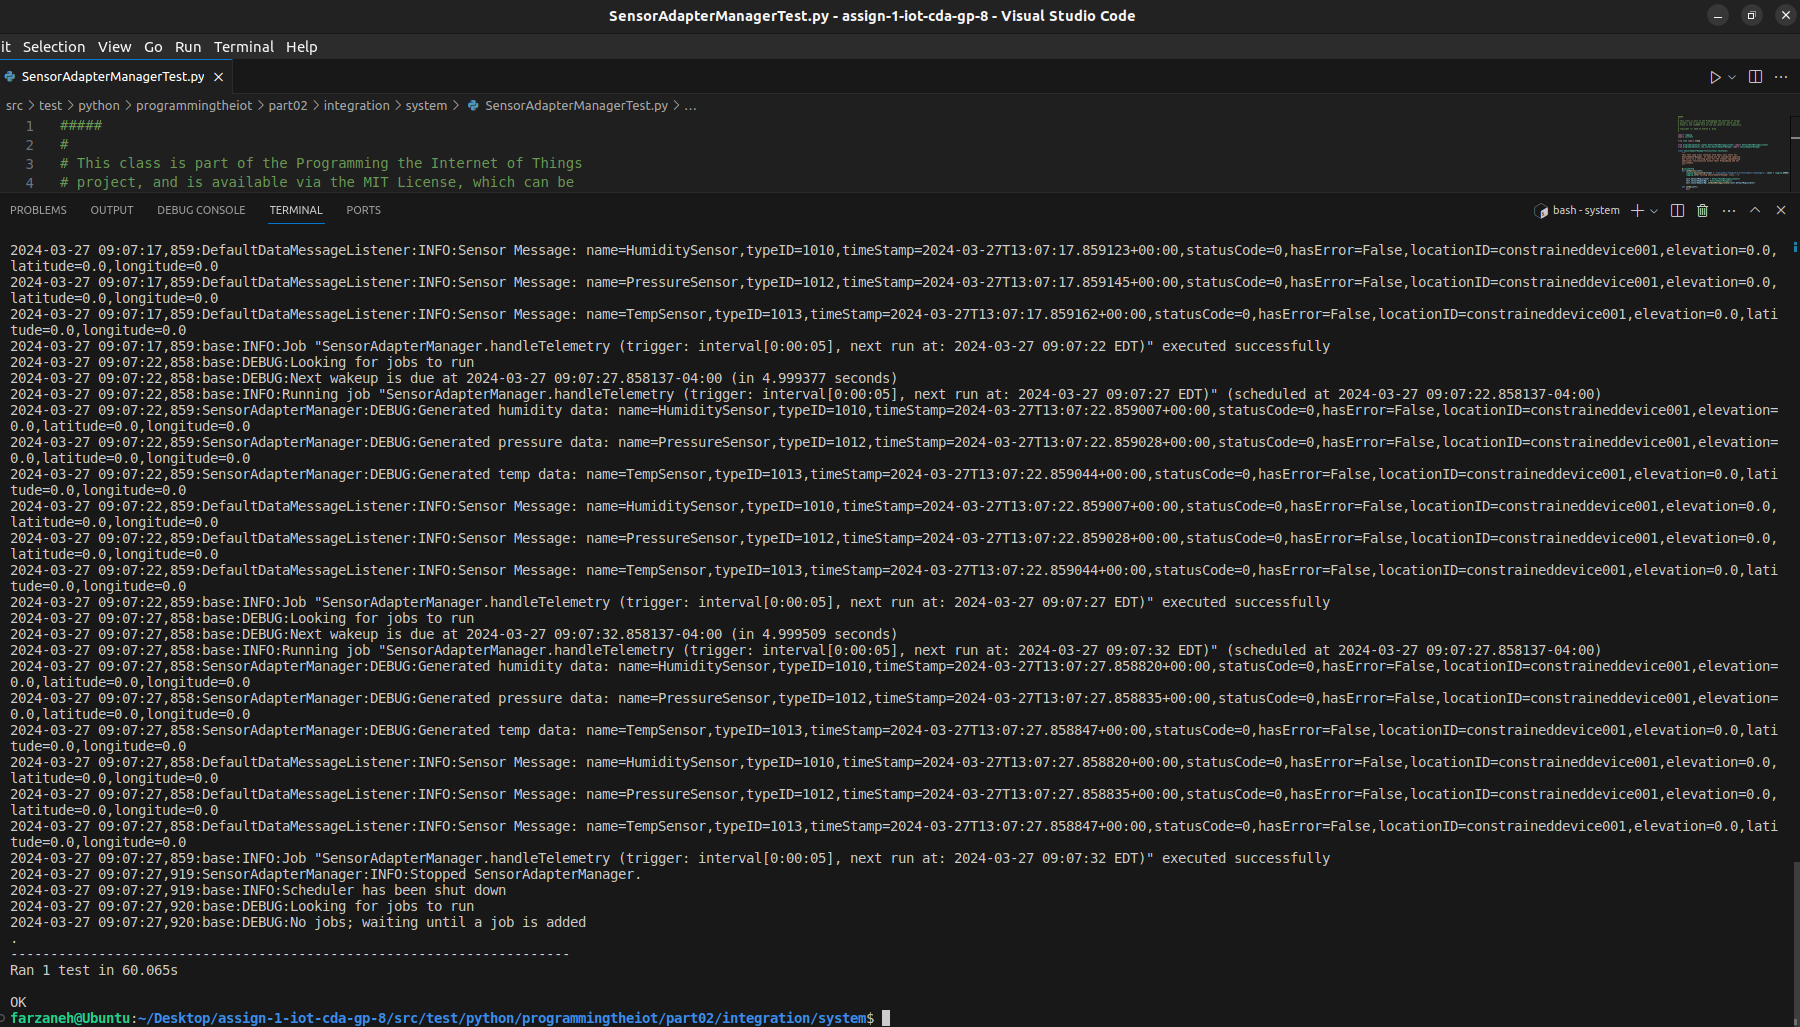 SensorAdapterManagerTest.py - assign-1-iot-cda-gp-8 - Visual Studio Code
it Selection View Go Run Terminal Help
SensorAdapterManagerTest.py
src > test > python > programmingtheiot > part02 > integration > system > SensorAdapterManagerTest.py > ...
1 #####
2 #
3 # This class is part of the Programming the Internet of Things
4 # project, and is available via the MIT License, which can be
PROBLEMS OUTPUT DEBUG CONSOLE TERMINAL PORTS
bash - system
2024-03-27 09:07:17,859:DefaultDataMessageListener:INFO:Sensor Message: name=HumiditySensor,typeID=1010,timeStamp=2024-03-27T13:07:17.859123+00:00,statusCode=0,hasError=False,locationID=constraineddevice001,elevation=0.0,
latitude=0.0,longitude=0.0
2024-03-27 09:07:17,859:DefaultDataMessageListener:INFO:Sensor Message: name=PressureSensor,typeID=1012,timeStamp=2024-03-27T13:07:17.859145+00:00,statusCode=0,hasError=False,locationID=constraineddevice001,elevation=0.0,
latitude=0.0,longitude=0.0
2024-03-27 09:07:17,859:DefaultDataMessageListener:INFO:Sensor Message: name=TempSensor,typeID=1013,timeStamp=2024-03-27T13:07:17.859162+00:00,statusCode=0,hasError=False,locationID=constraineddevice001,elevation=0.0,lati
tude=0.0,longitude=0.0
2024-03-27 09:07:17,859:base:INFO:Job "SensorAdapterManager.handleTelemetry (trigger: interval[0:00:05], next run at: 2024-03-27 09:07:22 EDT)" executed successfully
2024-03-27 09:07:22,858:base:DEBUG:Looking for jobs to run
2024-03-27 09:07:22,858:base:DEBUG:Next wakeup is due at 2024-03-27 09:07:27.858137-04:00 (in 4.999377 seconds)
2024-03-27 09:07:22,858:base:INFO:Running job "SensorAdapterManager.handleTelemetry (trigger: interval[0:00:05], next run at: 2024-03-27 09:07:27 EDT)" (scheduled at 2024-03-27 09:07:22.858137-04:00)
2024-03-27 09:07:22,859:SensorAdapterManager:DEBUG:Generated humidity data: name=HumiditySensor,typeID=1010,timeStamp=2024-03-27T13:07:22.859007+00:00,statusCode=0,hasError=False,locationID=constraineddevice001,elevation=
0.0,latitude=0.0,longitude=0.0
2024-03-27 09:07:22,859:SensorAdapterManager:DEBUG:Generated pressure data: name=PressureSensor,typeID=1012,timeStamp=2024-03-27T13:07:22.859028+00:00,statusCode=0,hasError=False,locationID=constraineddevice001,elevation=
0.0,latitude=0.0,longitude=0.0
2024-03-27 09:07:22,859:SensorAdapterManager:DEBUG:Generated temp data: name=TempSensor,typeID=1013,timeStamp=2024-03-27T13:07:22.859044+00:00,statusCode=0,hasError=False,locationID=constraineddevice001,elevation=0.0,lati
tude=0.0,longitude=0.0
2024-03-27 09:07:22,859:DefaultDataMessageListener:INFO:Sensor Message: name=HumiditySensor,typeID=1010,timeStamp=2024-03-27T13:07:22.859007+00:00,statusCode=0,hasError=False,locationID=constraineddevice001,elevation=0.0,
latitude=0.0,longitude=0.0
2024-03-27 09:07:22,859:DefaultDataMessageListener:INFO:Sensor Message: name=PressureSensor,typeID=1012,timeStamp=2024-03-27T13:07:22.859028+00:00,statusCode=0,hasError=False,locationID=constraineddevice001,elevation=0.0,
latitude=0.0,longitude=0.0
2024-03-27 09:07:22,859:DefaultDataMessageListener:INFO:Sensor Message: name=TempSensor,typeID=1013,timeStamp=2024-03-27T13:07:22.859044+00:00,statusCode=0,hasError=False,locationID=constraineddevice001,elevation=0.0,lati
tude=0.0,longitude=0.0
2024-03-27 09:07:22,859:base:INFO:Job "SensorAdapterManager.handleTelemetry (trigger: interval[0:00:05], next run at: 2024-03-27 09:07:27 EDT)" executed successfully
2024-03-27 09:07:27,858:base:DEBUG:Looking for jobs to run
2024-03-27 09:07:27,858:base:DEBUG:Next wakeup is due at 2024-03-27 09:07:32.858137-04:00 (in 4.999509 seconds)
2024-03-27 09:07:27,858:base:INFO:Running job "SensorAdapterManager.handleTelemetry (trigger: interval[0:00:05], next run at: 2024-03-27 09:07:32 EDT)" (scheduled at 2024-03-27 09:07:27.858137-04:00)
2024-03-27 09:07:27,858:SensorAdapterManager:DEBUG:Generated humidity data: name=HumiditySensor,typeID=1010,timeStamp=2024-03-27T13:07:27.858820+00:00,statusCode=0,hasError=False,locationID=constraineddevice001,elevation=
0.0,latitude=0.0,longitude=0.0
2024-03-27 09:07:27,858:SensorAdapterManager:DEBUG:Generated pressure data: name=PressureSensor,typeID=1012,timeStamp=2024-03-27T13:07:27.858835+00:00,statusCode=0,hasError=False,locationID=constraineddevice001,elevation=
0.0,latitude=0.0,longitude=0.0
2024-03-27 09:07:27,858:SensorAdapterManager:DEBUG:Generated temp data: name=TempSensor,typeID=1013,timeStamp=2024-03-27T13:07:27.858847+00:00,statusCode=0,hasError=False,locationID=constraineddevice001,elevation=0.0,lati
tude=0.0,longitude=0.0
2024-03-27 09:07:27,858:DefaultDataMessageListener:INFO:Sensor Message: name=HumiditySensor,typeID=1010,timeStamp=2024-03-27T13:07:27.858820+00:00,statusCode=0,hasError=False,locationID=constraineddevice001,elevation=0.0,
latitude=0.0,longitude=0.0
2024-03-27 09:07:27,858:DefaultDataMessageListener:INFO:Sensor Message: name=PressureSensor,typeID=1012,timeStamp=2024-03-27T13:07:27.858835+00:00,statusCode=0,hasError=False,locationID=constraineddevice001,elevation=0.0,
latitude=0.0,longitude=0.0
2024-03-27 09:07:27,858:DefaultDataMessageListener:INFO:Sensor Message: name=TempSensor,typeID=1013,timeStamp=2024-03-27T13:07:27.858847+00:00,statusCode=0,hasError=False,locationID=constraineddevice001,elevation=0.0,lati
tude=0.0,longitude=0.0
2024-03-27 09:07:27,859:base:INFO:Job "SensorAdapterManager.handleTelemetry (trigger: interval[0:00:05], next run at: 2024-03-27 09:07:32 EDT)" executed successfully
2024-03-27 09:07:27,919:SensorAdapterManager:INFO:Stopped SensorAdapterManager.
2024-03-27 09:07:27,919:base:INFO:Scheduler has been shut down
2024-03-27 09:07:27,920:base:DEBUG:Looking for jobs to run
2024-03-27 09:07:27,920:base:DEBUG:No jobs; waiting until a job is added
.
----------------------------------------------------------------------
Ran 1 test in 60.065s
OK
farzaneh@Ubuntu:~/Desktop/assign-1-iot-cda-gp-8/src/test/python/programmingtheiot/part02/integration/system$